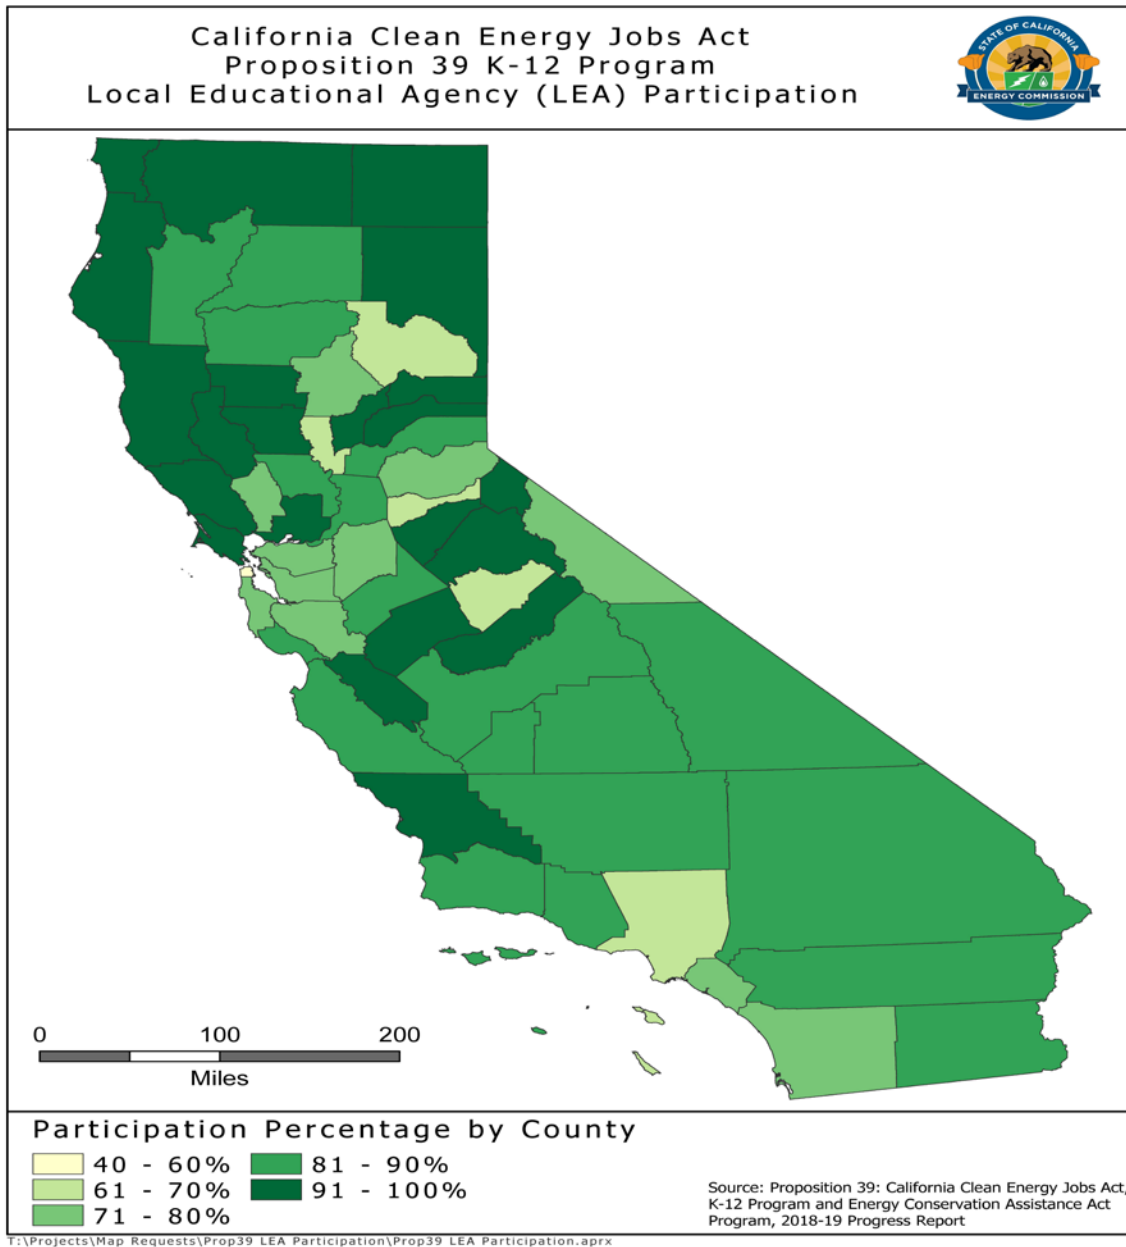 California Clean Energy Jobs Act
Proposition 39 K-12 Program
Local Educational Agency (LEA) Participation
STATE OF CALIFORNIA
ENERGY COMMISSION
0 100 200
Miles
Participation Percentage by County
40 - 60%
61 - 70%
71 - 80%
81 - 90%
91 - 100%
Source: Proposition 39: California Clean Energy Jobs Act,
K-12 Program and Energy Conservation Assistance Act
Program, 2018-19 Progress Report
T:\Projects\Map Requests\Prop39 LEA Participation\Prop39 LEA Participation.aprx